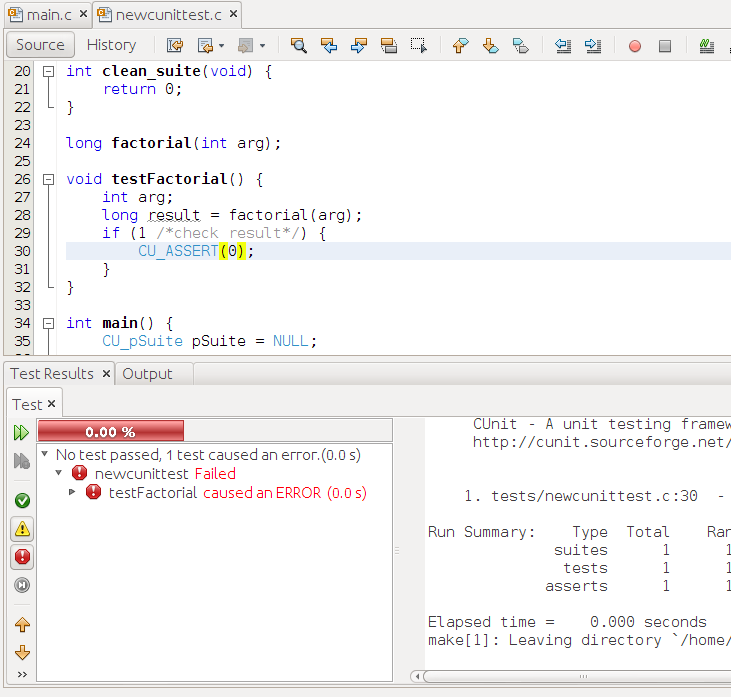 main.c × newcunittest.c ×
Source History
20 int clean_suite(void) {
21 return 0;
22 }
23
24 long factorial(int arg);
25
26 void testFactorial() {
27 int arg;
28 long result = factorial(arg);
29 if (1 /*check result*/) {
30 CU_ASSERT(0);
31 }
32 }
33
34 int main() {
35 CU_pSuite pSuite = NULL;
Test Results × Output
Test ×
0.00 %
No test passed, 1 test caused an error.(0.0 s)
newcunittest Failed
testFactorial caused an ERROR (0.0 s)
CUnit - A unit testing framew
http://cunit.sourceforge.net/
1. tests/newcunittest.c:30 -
Run Summary: Type Total Ran
suites 1 1
tests 1 1
asserts 1 1
Elapsed time = 0.000 seconds
make[1]: Leaving directory `/home/